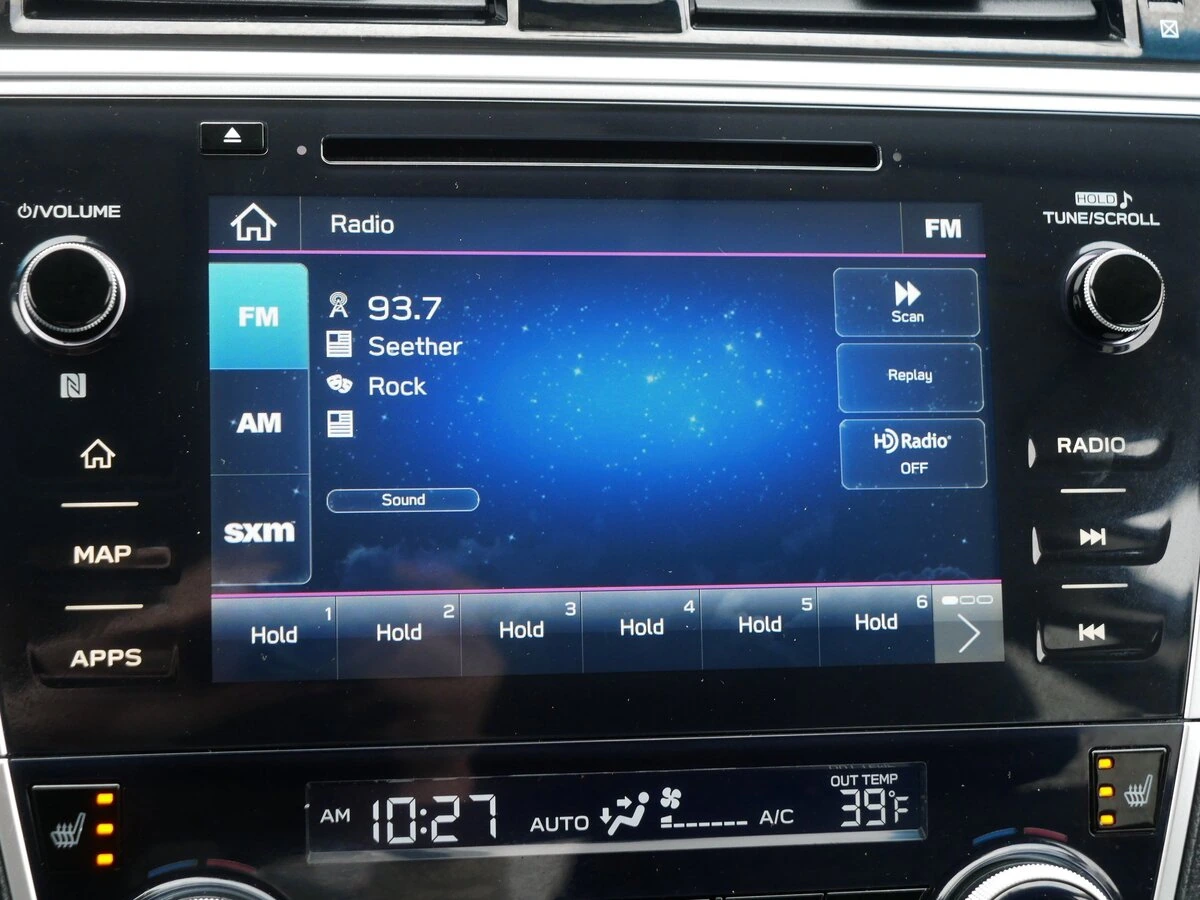 ⏻/VOLUME
HOLD
TUNE/SCROLL
Radio
FM
FM
93.7
Scan
Seether
Replay
Rock
AM
HD Radio
OFF
RADIO
Sound
sxm
MAP
1 2 3 4 5 6
Hold Hold Hold Hold Hold Hold
APPS
OUT TEMP
AM 10:27 AUTO A/C 39°F